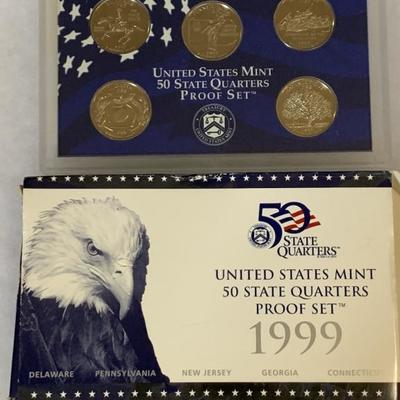 UNITED STATES MINT
50 STATE QUARTERS
PROOF SET™
50
STATE
QUARTERS
UNITED STATES MINT
50 STATE QUARTERS
PROOF SET™
1999
DELAWARE PENNSYLVANIA NEW JERSEY GEORGIA CONNECTICUT